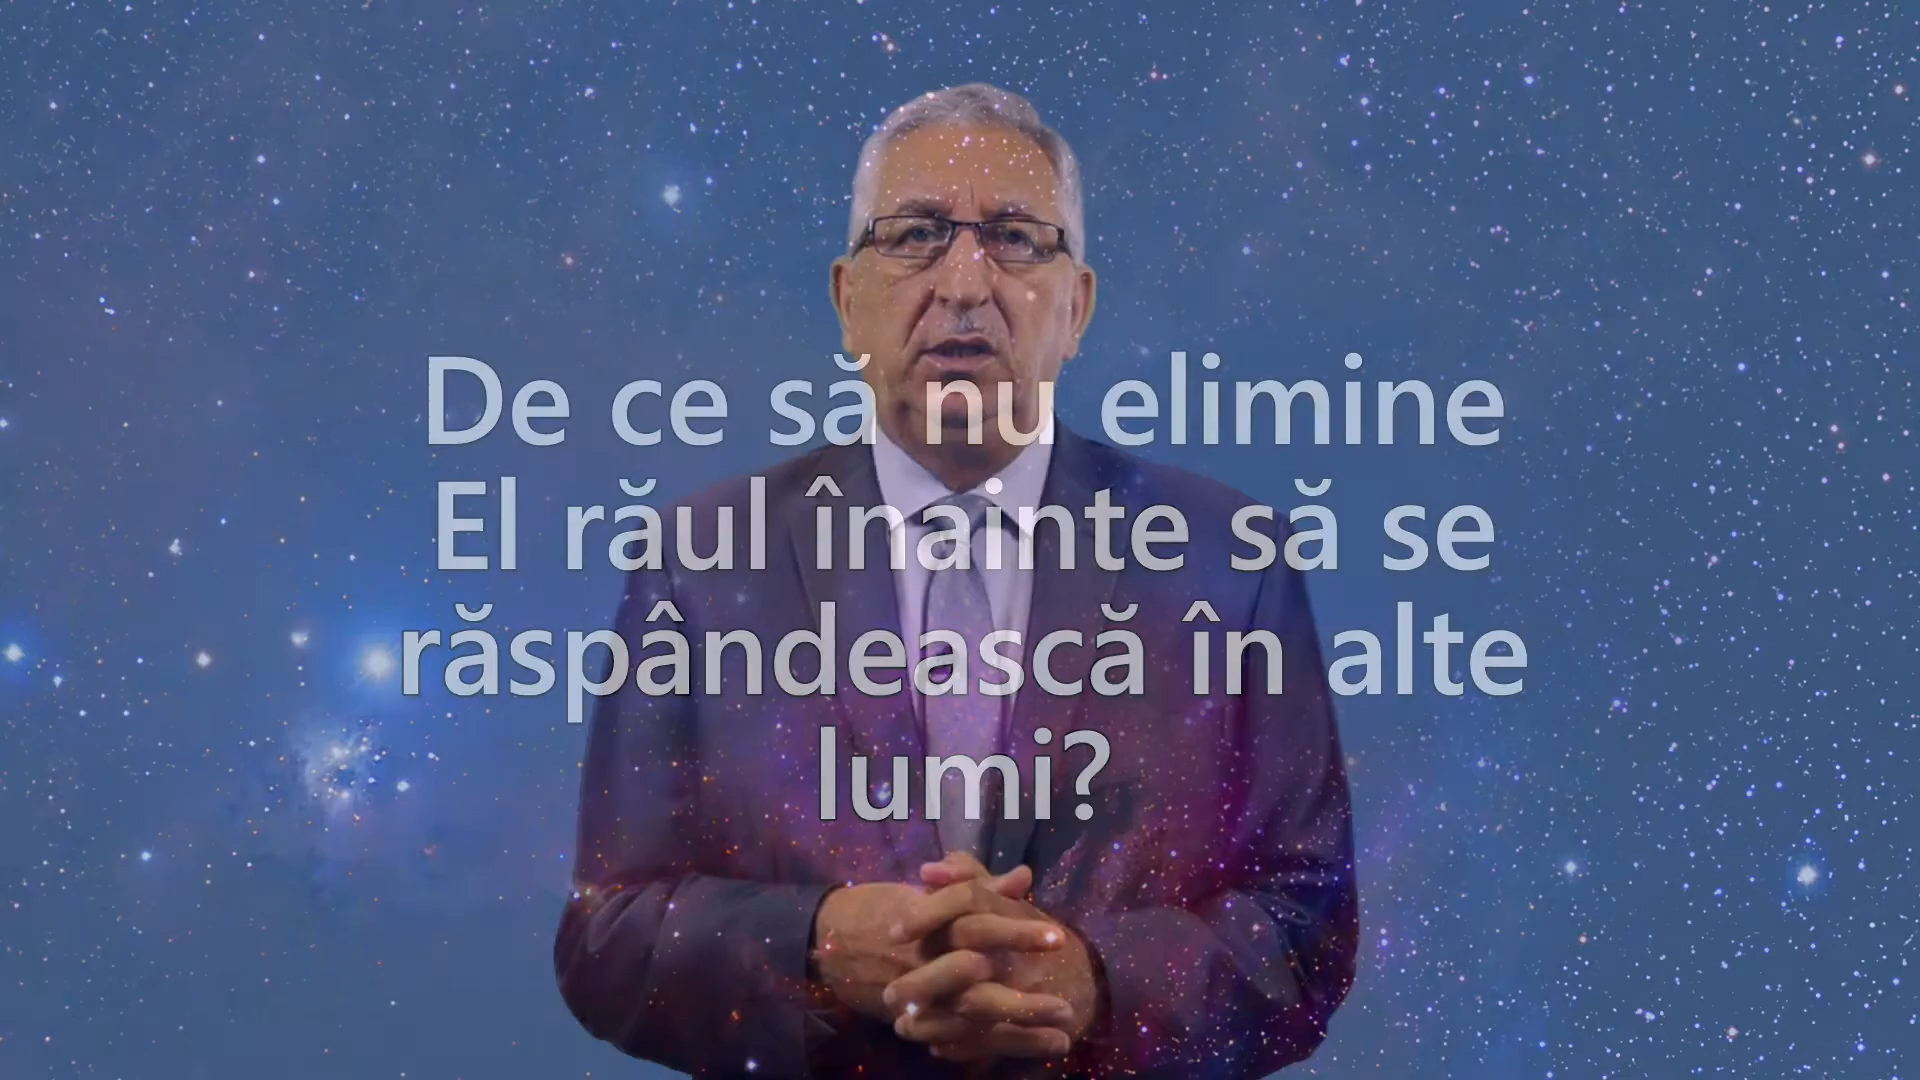 De ce să nu elimine
El răul înainte să se
răspândească în alte
lumi?